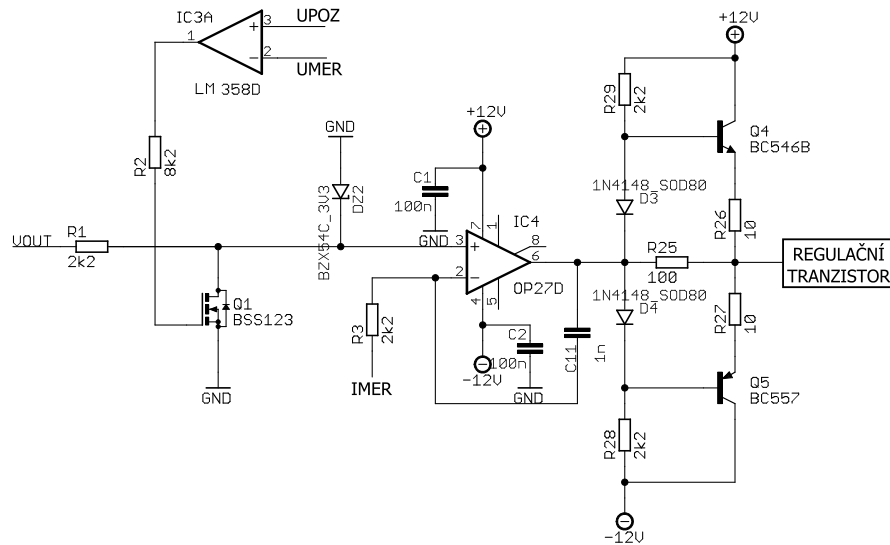 IC3A
UPOZ
3
1
2
UMER
LM 358D
R2
8k2
GND
BZX54C_3V3
DZ2
+12V
C1
100n
GND
7
1
IC4
8
3
6
2
OP27D
4
5
VOUT
R1
2k2
Q1
BSS123
GND
R3
2k2
IMER
C2
100n
GND
-12V
C11
1n
+12V
R29
2k2
Q4
BC546B
1N4148_SOD80
D3
R26
10
R25
100
REGULAČNÍ
TRANZISTOR
1N4148_SOD80
D4
R27
10
Q5
BC557
R28
2k2
-12V